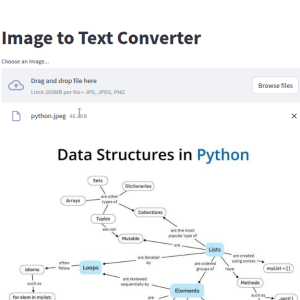 Image to Text Converter
Choose an image...
Drag and drop file here
Limit 200MB per file • JPG, JPEG, PNG
Browse files
python.jpeg
Data Structures in Python
Sets
Dictionaries
are other
types of
Arrays
Collections
Tuples
are not
are the most
popular type of
Mutable
are
Lists
are created
using syntax
are iterated
by
are ordered
groups of
have
myList = [ ]
often
follow
Idioms
Loops
are reviewed
sequentially by
Methods
such as
such as
Elements
for elem in mylist:
are